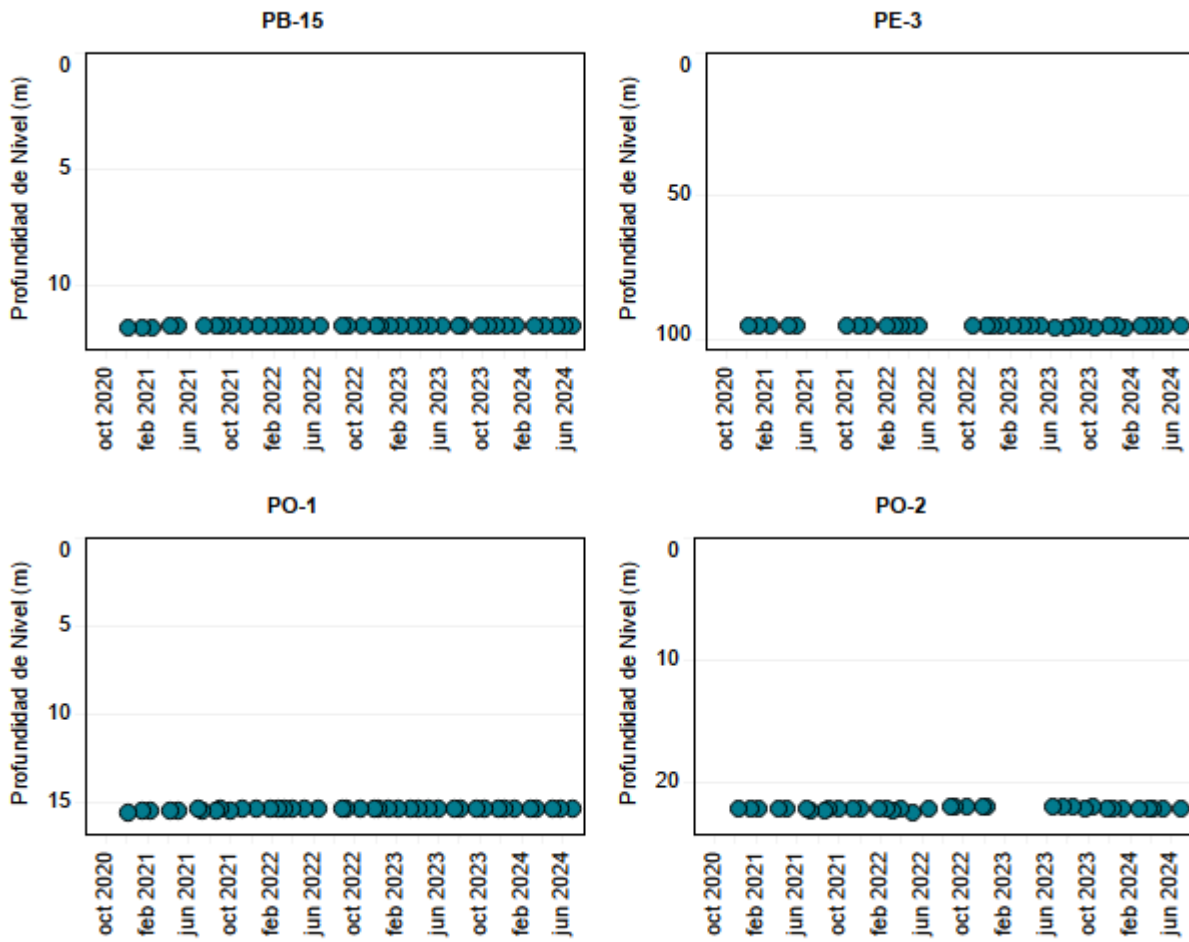 PB-15
Profundidad de Nivel (m)
0
5
10
oct 2020
feb 2021
jun 2021
oct 2021
feb 2022
jun 2022
oct 2022
feb 2023
jun 2023
oct 2023
feb 2024
jun 2024
PE-3
Profundidad de Nivel (m)
0
50
100
oct 2020
feb 2021
jun 2021
oct 2021
feb 2022
jun 2022
oct 2022
feb 2023
jun 2023
oct 2023
feb 2024
jun 2024
PO-1
Profundidad de Nivel (m)
0
5
10
15
oct 2020
feb 2021
jun 2021
oct 2021
feb 2022
jun 2022
oct 2022
feb 2023
jun 2023
oct 2023
feb 2024
jun 2024
PO-2
Profundidad de Nivel (m)
0
10
20
oct 2020
feb 2021
jun 2021
oct 2021
feb 2022
jun 2022
oct 2022
feb 2023
jun 2023
oct 2023
feb 2024
jun 2024